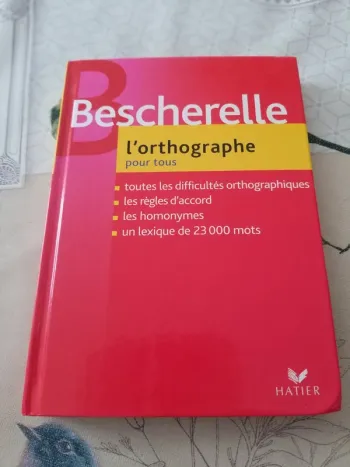 B
Bescherelle
l'orthographe
pour tous
toutes les difficultés orthographiques
les règles d'accord
les homonymes
un lexique de 23 000 mots
HATIER